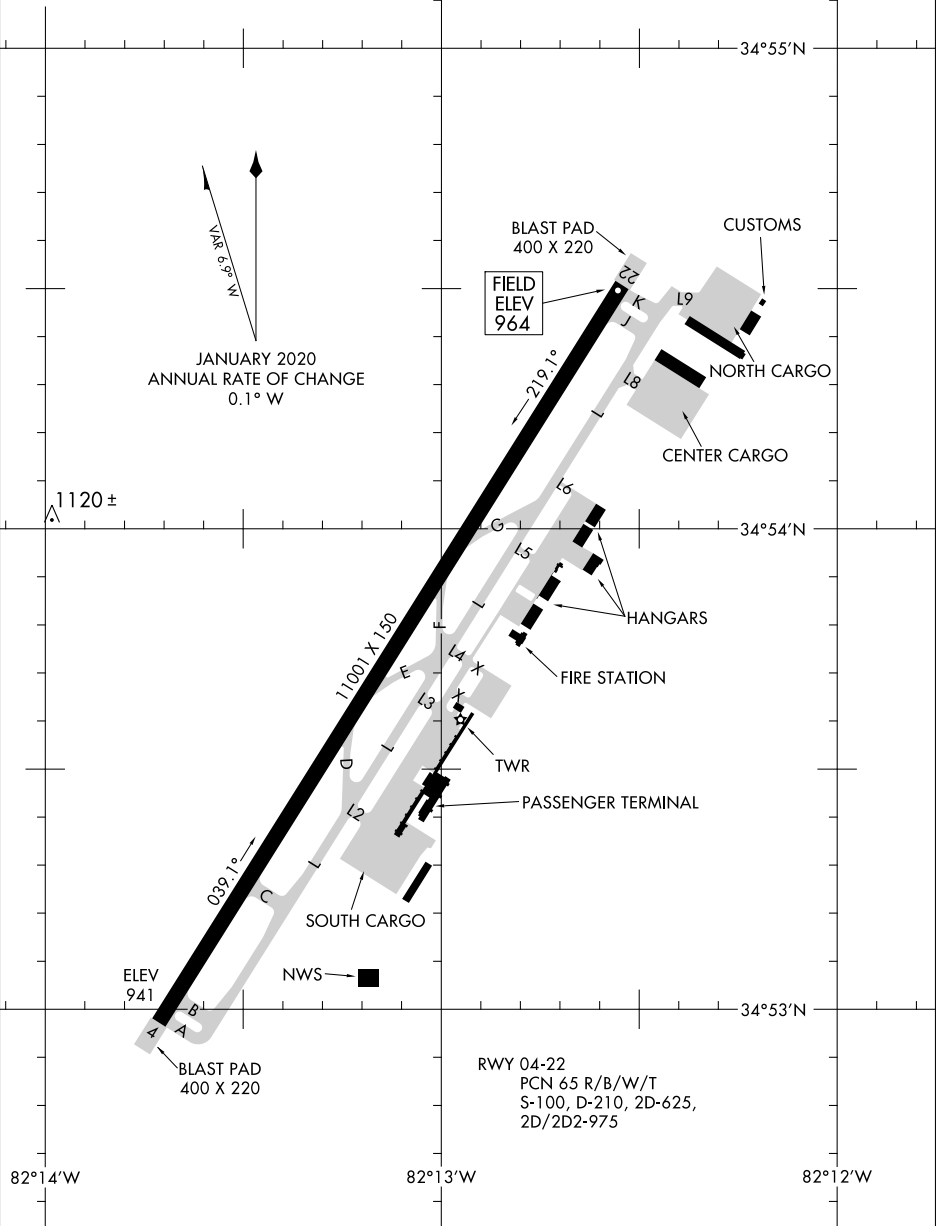 34°55'N
VAR 6.9° W
JANUARY 2020
ANNUAL RATE OF CHANGE
0.1° W
BLAST PAD
400 X 220
CUSTOMS
22
FIELD
ELEV
964
K
J
L9
NORTH CARGO
219.1°
L8
L
CENTER CARGO
1120 ±
L6
34°54'N
G
L5
L
HANGARS
F
11001 X 150
L4
X
E
FIRE STATION
L3
X
L
TWR
D
PASSENGER TERMINAL
L2
L
039.1°
C
SOUTH CARGO
ELEV
941
NWS
B
A
34°53'N
4
BLAST PAD
400 X 220
RWY 04-22
PCN 65 R/B/W/T
S-100, D-210, 2D-625,
2D/2D2-975
82°14'W
82°13'W
82°12'W